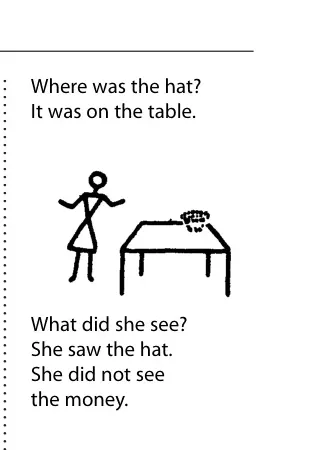 Where was the hat?
It was on the table.
What did she see?
She saw the hat.
She did not see
the money.